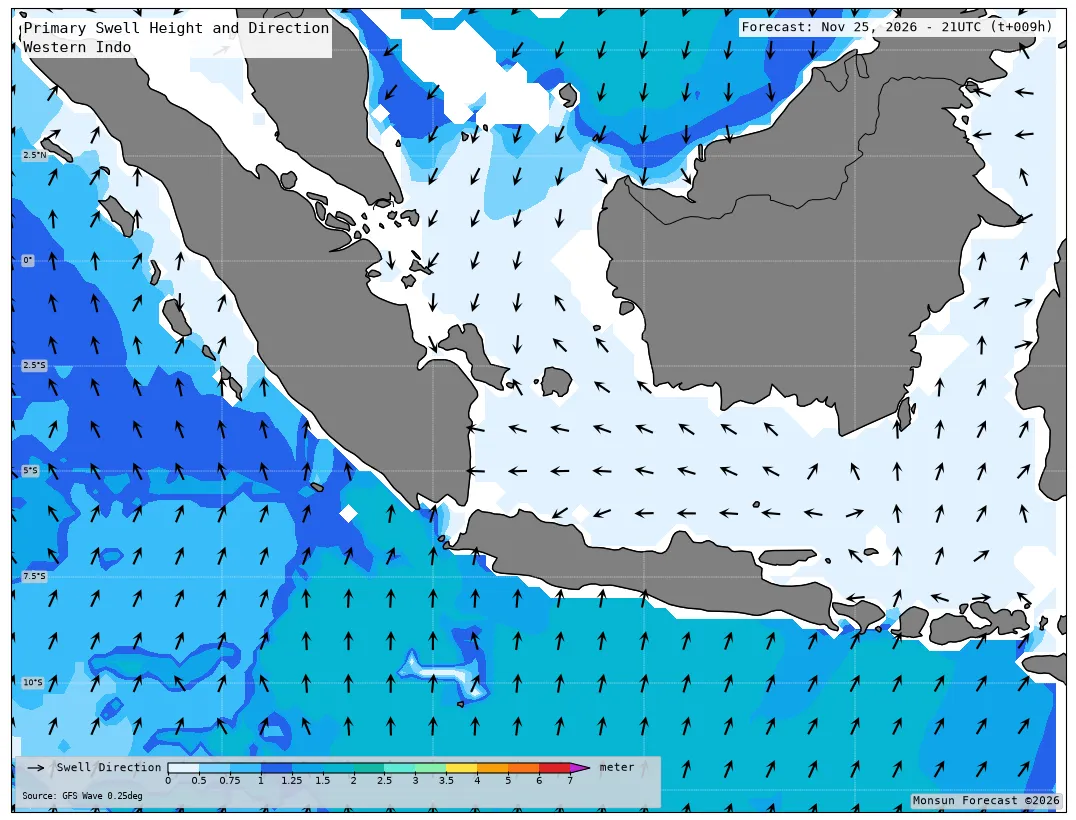 Primary Swell Height and Direction
Western Indo
Forecast: Nov 25, 2026 - 21UTC (t+009h)
2.5°N
0°
2.5°S
5°S
7.5°S
10°S
Swell Direction
0 0.5 0.75 1 1.25 1.5 2 2.5 3 3.5 4 5 6 7
meter
Source: GFS Wave 0.25deg
Monsun Forecast ©2026